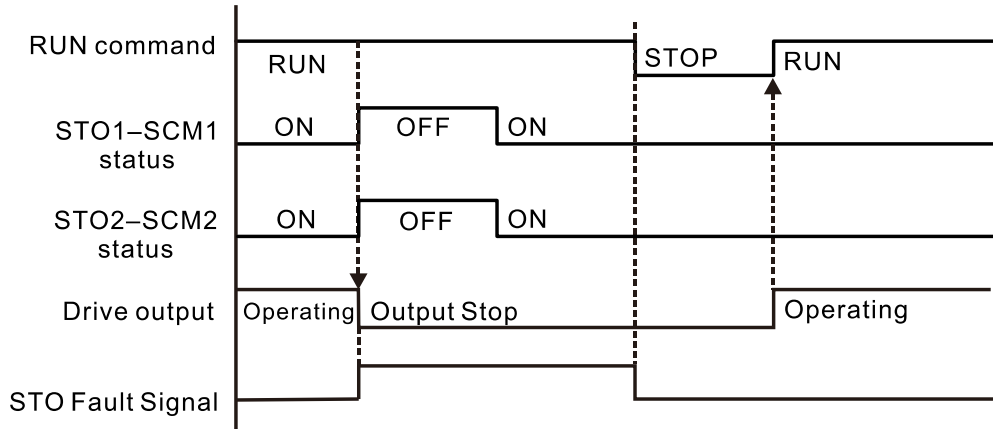 RUN command
RUN
STOP
RUN
STO1–SCM1
status
ON
OFF
ON
STO2–SCM2
status
ON
OFF
ON
Drive output
Operating
Output Stop
Operating
STO Fault Signal